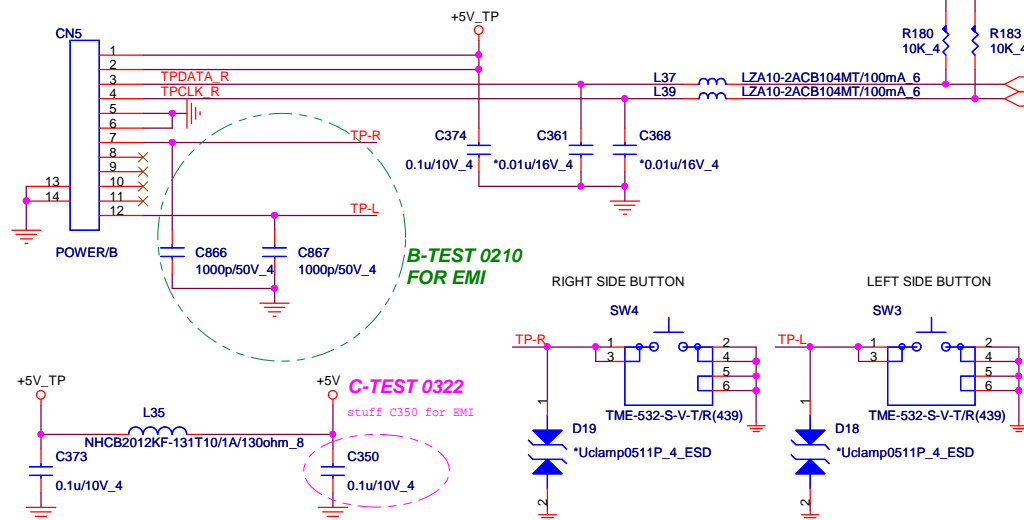 +5V_TP
CN5
R180
10K_4
R183
10K_4
1
2
3
4
5
6
7
8
9
10
11
12
13
14
TPDATA_R
TPCLK_R
L37
LZA10-2ACB104MT/100mA_6
L39
LZA10-2ACB104MT/100mA_6
TP-R
TP-L
C374
0.1u/10V_4
C361
*0.01u/16V_4
C368
*0.01u/16V_4
POWER/B
C866
1000p/50V_4
C867
1000p/50V_4
B-TEST 0210
FOR EMI
RIGHT SIDE BUTTON
SW4
TP-R
1
3
2
4
5
6
TME-532-S-V-T/R(439)
1
D19
*Uclamp0511P_4_ESD
2
LEFT SIDE BUTTON
SW3
TP-L
1
3
2
4
5
6
TME-532-S-V-T/R(439)
1
D18
*Uclamp0511P_4_ESD
2
+5V_TP
+5V
C-TEST 0322
stuff C350 for EMI
L35
NHCB2012KF-131T10/1A/130ohm_8
C373
0.1u/10V_4
C350
0.1u/10V_4